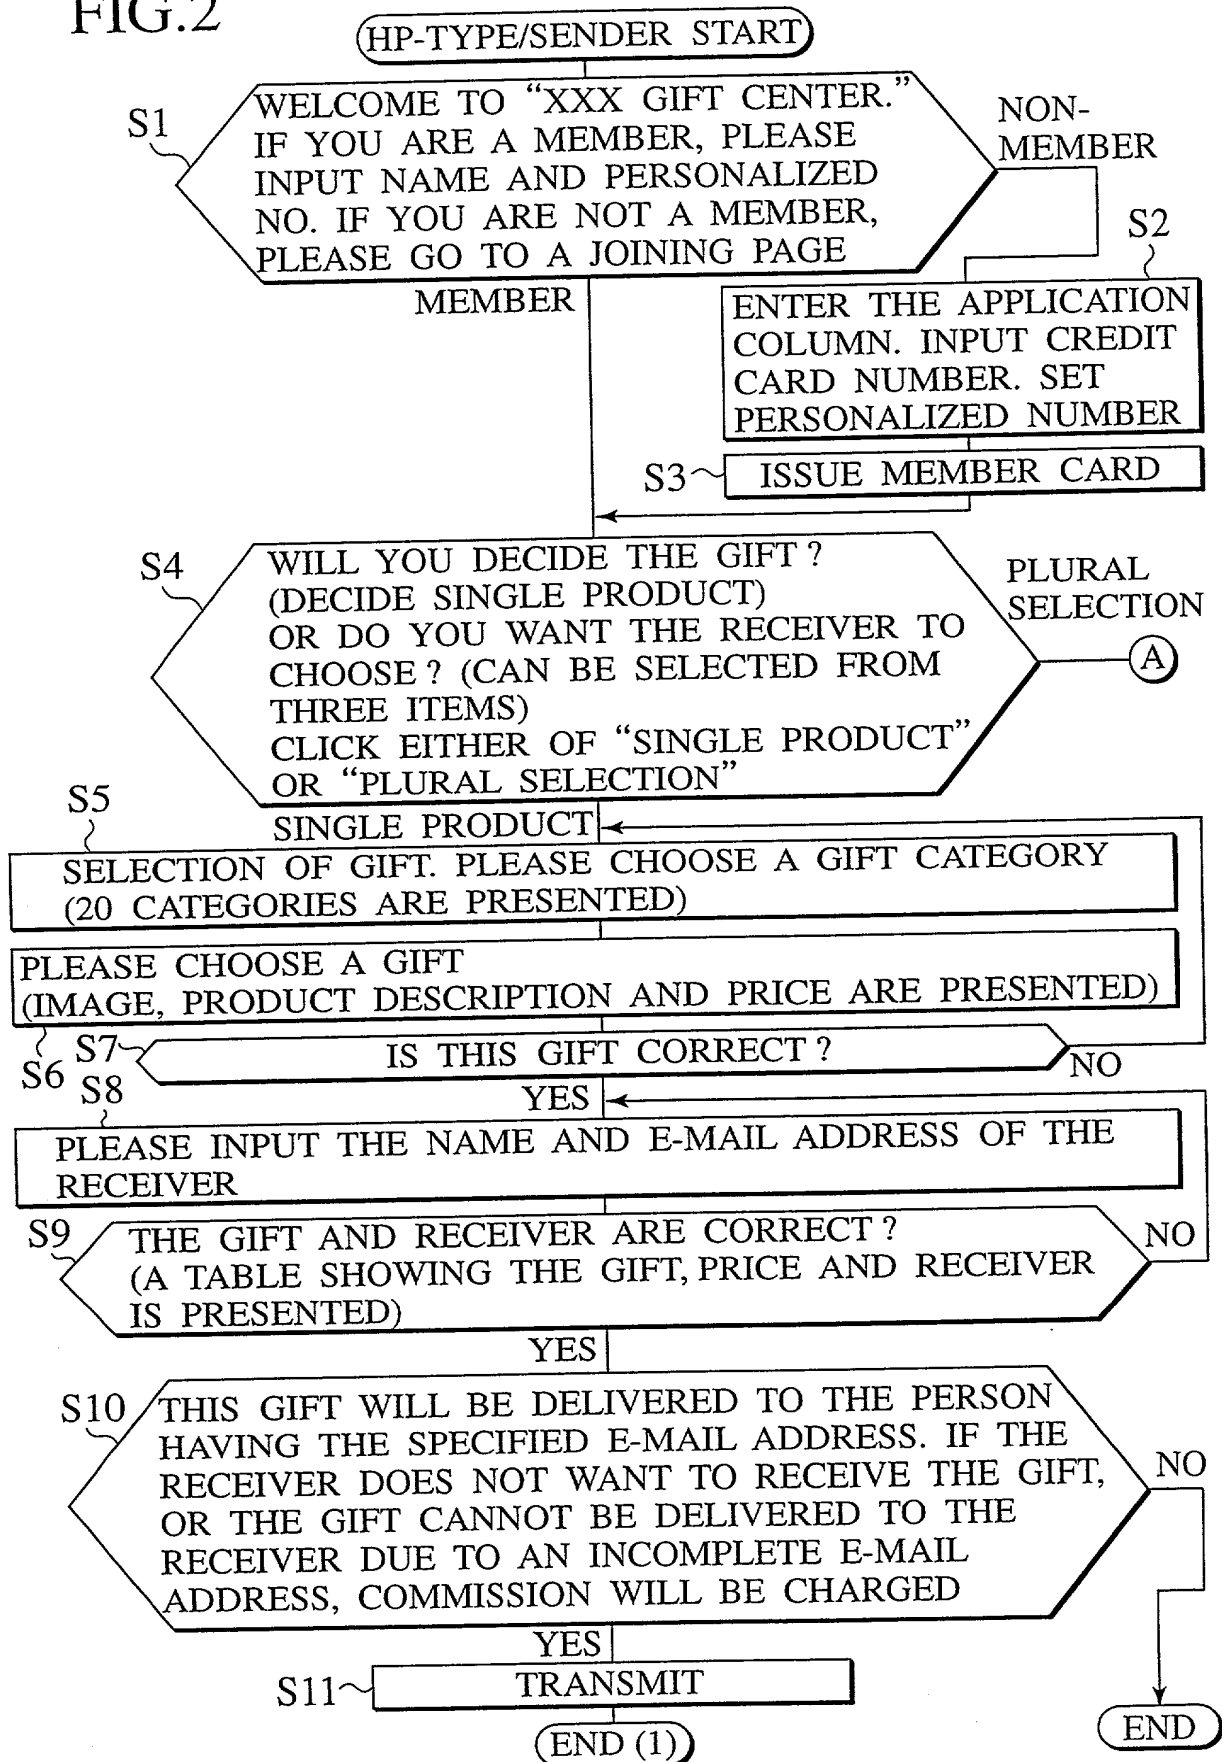 FIG.2
HP-TYPE/SENDER START
S1
WELCOME TO “XXX GIFT CENTER.”
IF YOU ARE A MEMBER, PLEASE
INPUT NAME AND PERSONALIZED
NO. IF YOU ARE NOT A MEMBER,
PLEASE GO TO A JOINING PAGE
NON-
MEMBER
MEMBER
S2
ENTER THE APPLICATION
COLUMN. INPUT CREDIT
CARD NUMBER. SET
PERSONALIZED NUMBER
S3
ISSUE MEMBER CARD
S4
WILL YOU DECIDE THE GIFT ?
(DECIDE SINGLE PRODUCT)
OR DO YOU WANT THE RECEIVER TO
CHOOSE ? (CAN BE SELECTED FROM
THREE ITEMS)
CLICK EITHER OF “SINGLE PRODUCT”
OR “PLURAL SELECTION”
PLURAL
SELECTION
A
S5
SINGLE PRODUCT
SELECTION OF GIFT. PLEASE CHOOSE A GIFT CATEGORY
(20 CATEGORIES ARE PRESENTED)
PLEASE CHOOSE A GIFT
(IMAGE, PRODUCT DESCRIPTION AND PRICE ARE PRESENTED)
S6
S7
IS THIS GIFT CORRECT ?
NO
YES
S8
PLEASE INPUT THE NAME AND E-MAIL ADDRESS OF THE
RECEIVER
S9
THE GIFT AND RECEIVER ARE CORRECT ?
(A TABLE SHOWING THE GIFT, PRICE AND RECEIVER
IS PRESENTED)
NO
YES
S10
THIS GIFT WILL BE DELIVERED TO THE PERSON
HAVING THE SPECIFIED E-MAIL ADDRESS. IF THE
RECEIVER DOES NOT WANT TO RECEIVE THE GIFT,
OR THE GIFT CANNOT BE DELIVERED TO THE
RECEIVER DUE TO AN INCOMPLETE E-MAIL
ADDRESS, COMMISSION WILL BE CHARGED
NO
YES
S11
TRANSMIT
END (1)
END